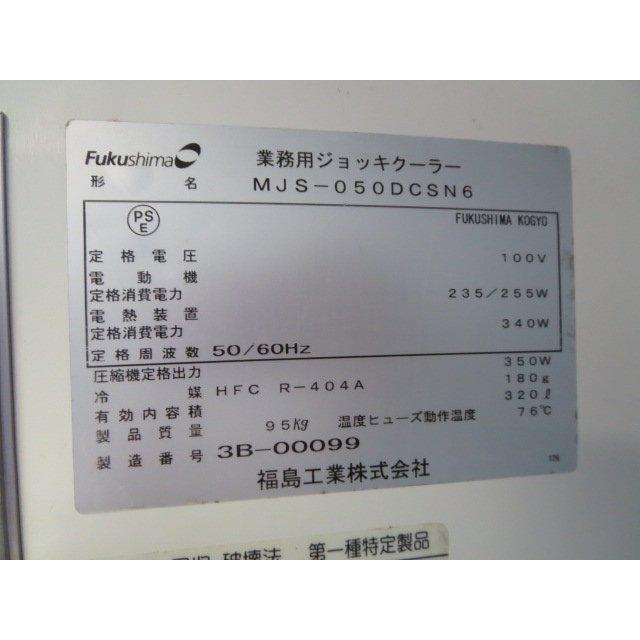 Fukushima 業務用ジョッキクーラー
形名 MJS-050DCSN6
PS
E
FUKUSHIMA KOGYO
定格電圧 100V
電動機
定格消費電力 235/255W
電熱装置
定格消費電力 340W
定格周波数 50/60Hz
圧縮機定格出力 350W
冷媒 HFC R-404A 180g
有効内容積 320ℓ
製品質量 95kg 温度ヒューズ動作温度 76℃
製造番号 3B-00099
福島工業株式会社
回収・破壊法 第一種特定製品